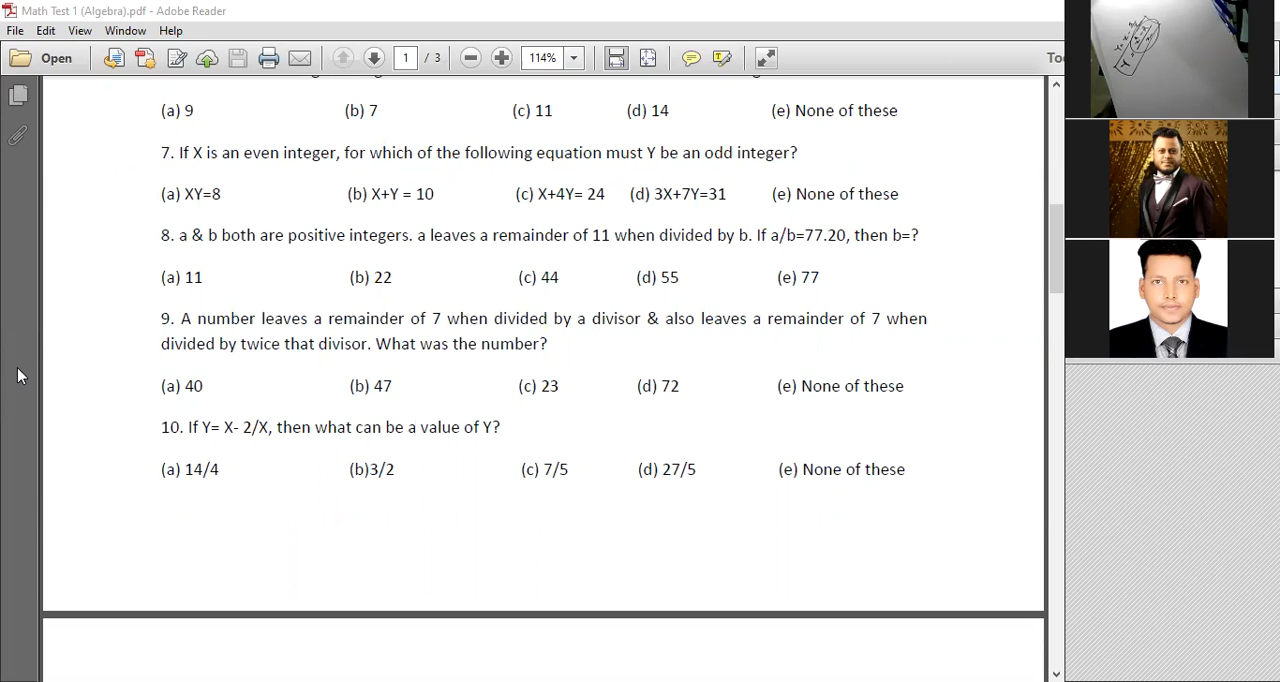 Math Test 1 (Algebra).pdf - Adobe Reader
File Edit View Window Help
Open 1 / 3 114%
(a) 9 (b) 7 (c) 11 (d) 14 (e) None of these
7. If X is an even integer, for which of the following equation must Y be an odd integer?
(a) XY=8 (b) X+Y = 10 (c) X+4Y= 24 (d) 3X+7Y=31 (e) None of these
8. a & b both are positive integers. a leaves a remainder of 11 when divided by b. If a/b=77.20, then b=?
(a) 11 (b) 22 (c) 44 (d) 55 (e) 77
9. A number leaves a remainder of 7 when divided by a divisor & also leaves a remainder of 7 when
divided by twice that divisor. What was the number?
(a) 40 (b) 47 (c) 23 (d) 72 (e) None of these
10. If Y= X- 2/X, then what can be a value of Y?
(a) 14/4 (b)3/2 (c) 7/5 (d) 27/5 (e) None of these